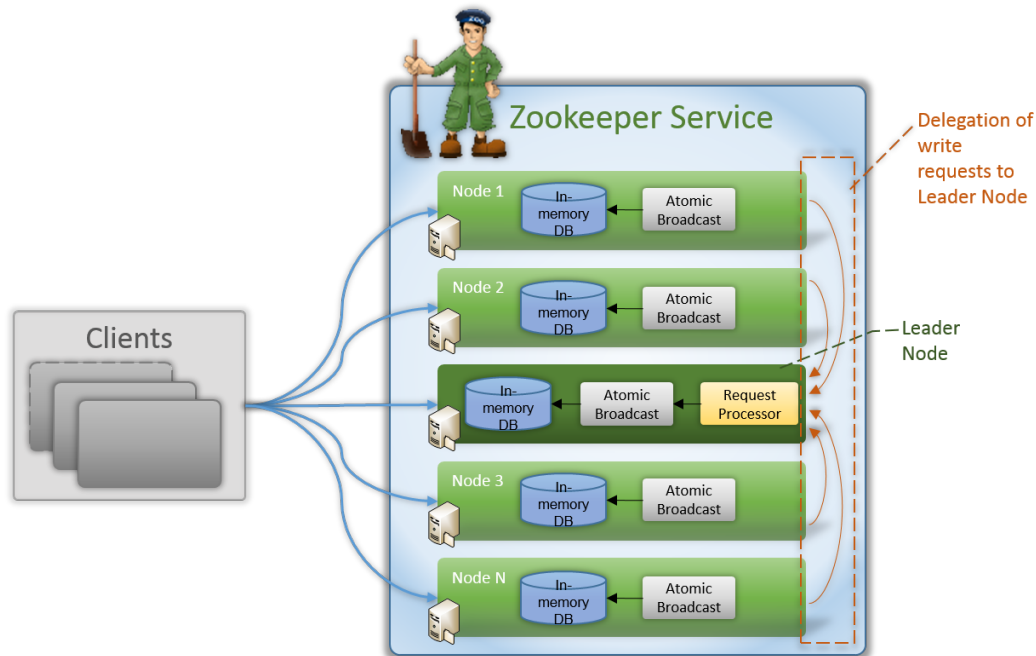 ZOO
Zookeeper Service
Delegation of
write
requests to
Leader Node
Node 1
In-
memory
DB
Atomic
Broadcast
Node 2
In-
memory
DB
Atomic
Broadcast
Leader
Node
Clients
In-
memory
DB
Atomic
Broadcast
Request
Processor
Node 3
In-
memory
DB
Atomic
Broadcast
Node N
In-
memory
DB
Atomic
Broadcast